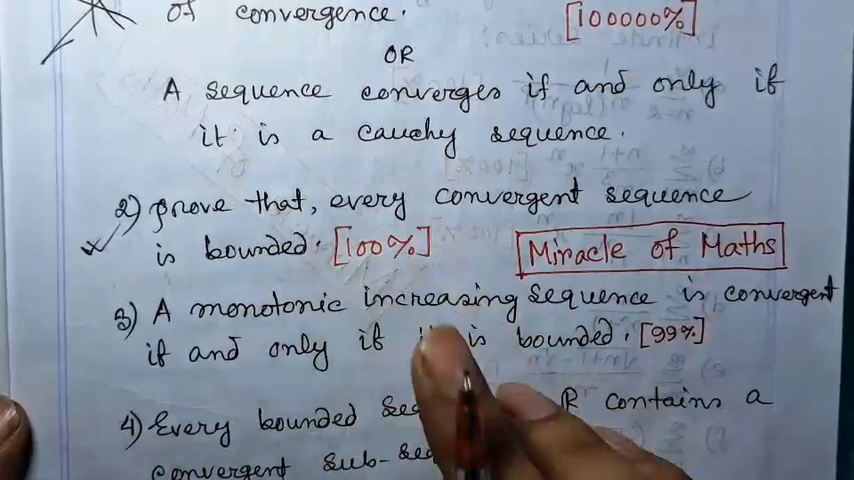 of convergence. [100000%]
OR
A sequence converges if and only if
it is a cauchy sequence.
2) prove that, every convergent sequence
is bounded. [100%] Miracle of Maths
3) A monotonic increasing sequence is convergent
if and only if is bounded. [99%]
4) Every bounded R contains a
convergent sub-